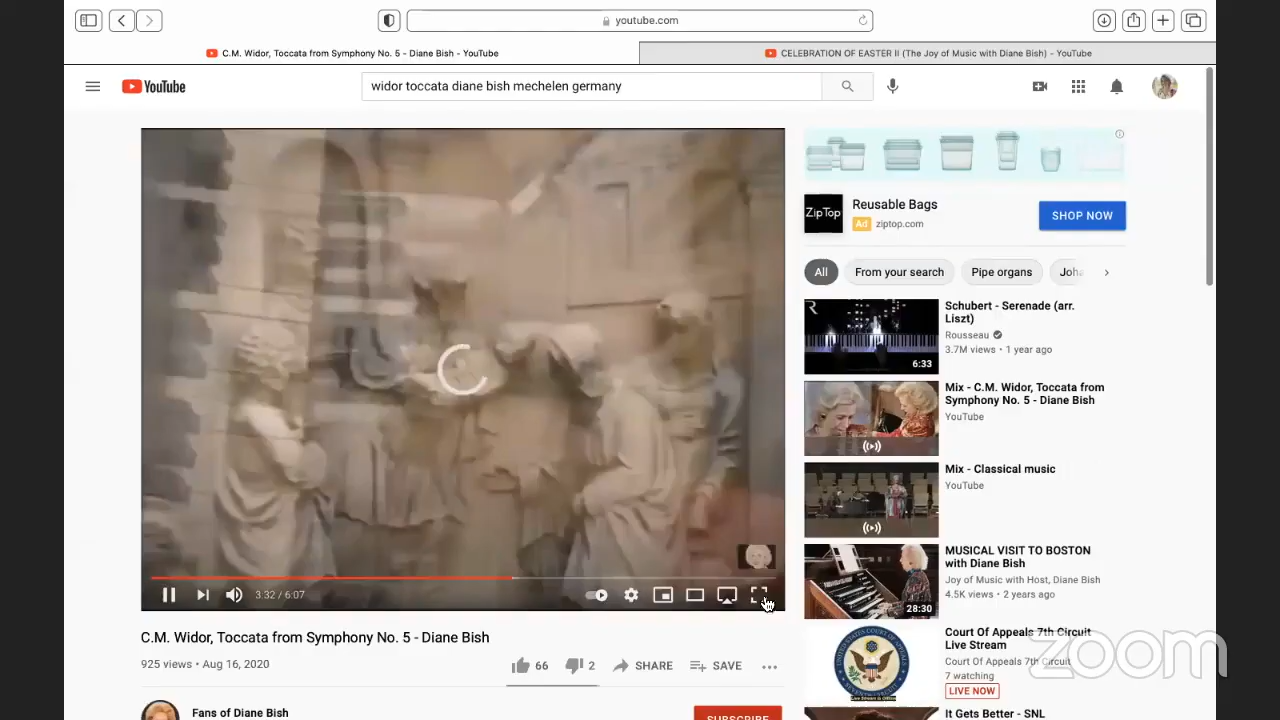 youtube.com
C.M. Widor, Toccata from Symphony No. 5 - Diane Bish - YouTube
CELEBRATION OF EASTER II (The Joy of Music with Diane Bish) - YouTube
YouTube
widor toccata diane bish mechelen germany
ZipTop
Reusable Bags
Ad ziptop.com
SHOP NOW
All
From your search
Pipe organs
Schubert - Serenade (arr.
Liszt)
Rousseau
3.7M views • 1 year ago
6:33
Mix - C.M. Widor, Toccata from
Symphony No. 5 - Diane Bish
YouTube
Mix - Classical music
YouTube
MUSICAL VISIT TO BOSTON
with Diane Bish
Joy of Music with Host, Diane Bish
4.5K views • 2 years ago
28:30
Court Of Appeals 7th Circuit
Live Stream
Court Of Appeals 7th Circuit
7 watching
LIVE NOW
It Gets Better - SNL
3:32 / 6:07
C.M. Widor, Toccata from Symphony No. 5 - Diane Bish
925 views • Aug 16, 2020
66
2
SHARE
SAVE
Fans of Diane Bish
SUBSCRIBE
zoom